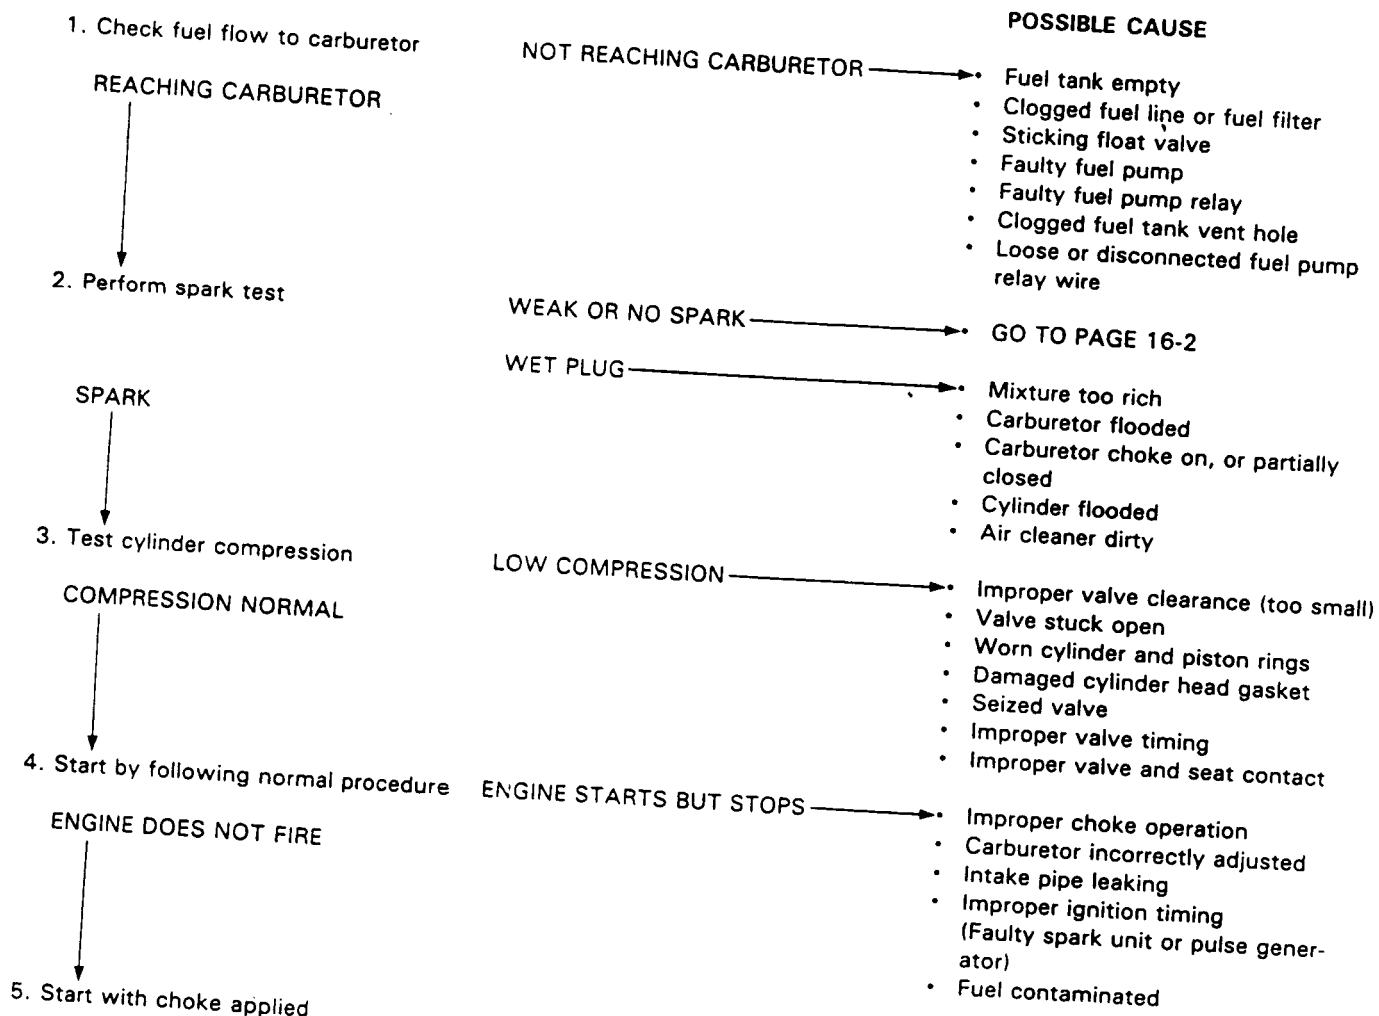 POSSIBLE CAUSE
1. Check fuel flow to carburetor
NOT REACHING CARBURETOR
• Fuel tank empty
• Clogged fuel line or fuel filter
• Sticking float valve
• Faulty fuel pump
• Faulty fuel pump relay
• Clogged fuel tank vent hole
• Loose or disconnected fuel pump
relay wire
REACHING CARBURETOR
2. Perform spark test
WEAK OR NO SPARK
• GO TO PAGE 16-2
WET PLUG
• Mixture too rich
• Carburetor flooded
• Carburetor choke on, or partially
closed
• Cylinder flooded
• Air cleaner dirty
SPARK
3. Test cylinder compression
LOW COMPRESSION
• Improper valve clearance (too small)
• Valve stuck open
• Worn cylinder and piston rings
• Damaged cylinder head gasket
• Seized valve
• Improper valve timing
• Improper valve and seat contact
COMPRESSION NORMAL
4. Start by following normal procedure
ENGINE STARTS BUT STOPS
• Improper choke operation
• Carburetor incorrectly adjusted
• Intake pipe leaking
• Improper ignition timing
(Faulty spark unit or pulse gener-
ator)
• Fuel contaminated
ENGINE DOES NOT FIRE
5. Start with choke applied